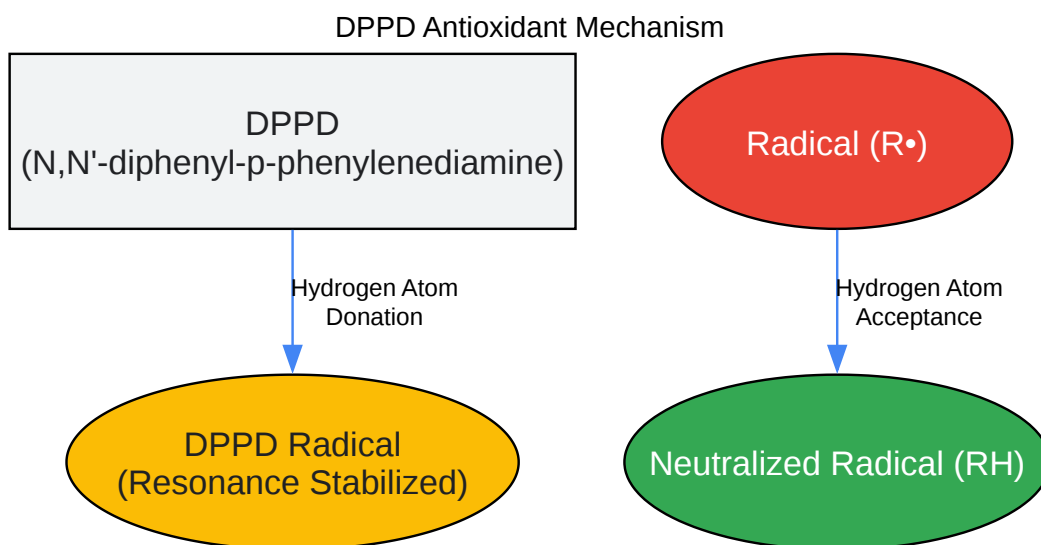 DPPD Antioxidant Mechanism
DPPD
(N,N'-diphenyl-p-phenylenediamine)
Radical (R•)
Hydrogen Atom
Donation
Hydrogen Atom
Acceptance
DPPD Radical
(Resonance Stabilized)
Neutralized Radical (RH)